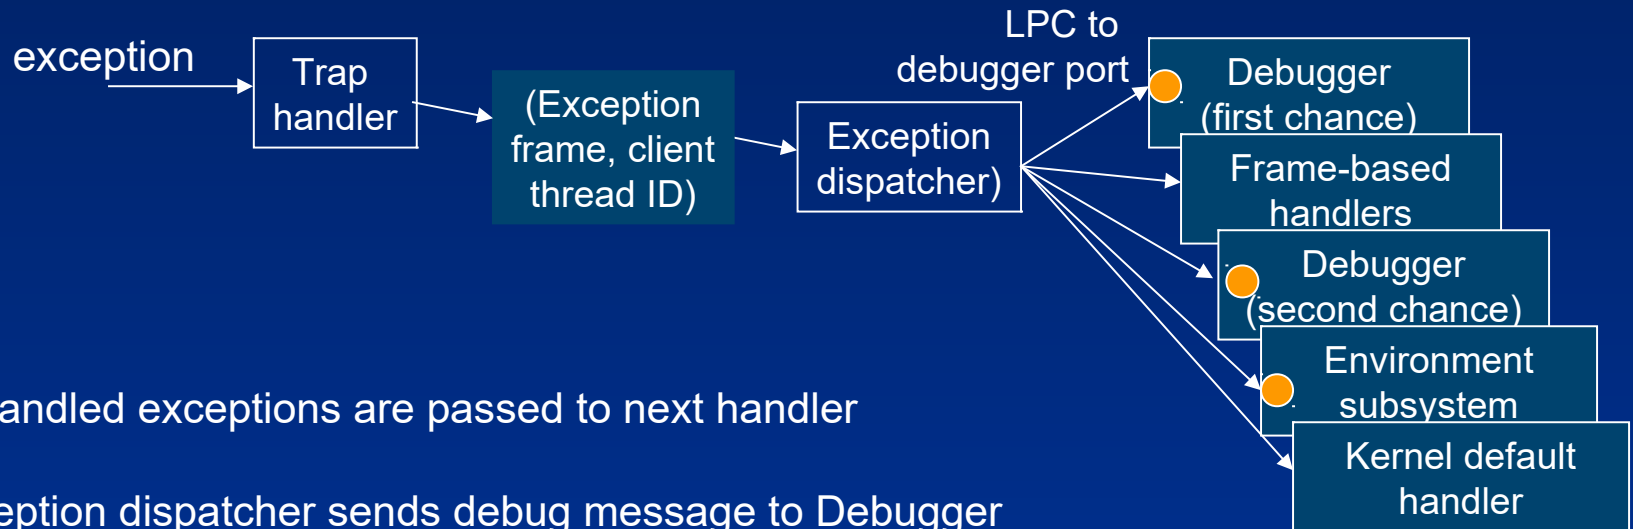 exception
Trap
handler
(Exception
frame, client
thread ID)
Exception
dispatcher)
LPC to
debugger port
Debugger
(first chance)
Frame-based
handlers
Debugger
(second chance)
Environment
subsystem
Kernel default
handler
andled exceptions are passed to next handler
eption dispatcher sends debug message to Debugger